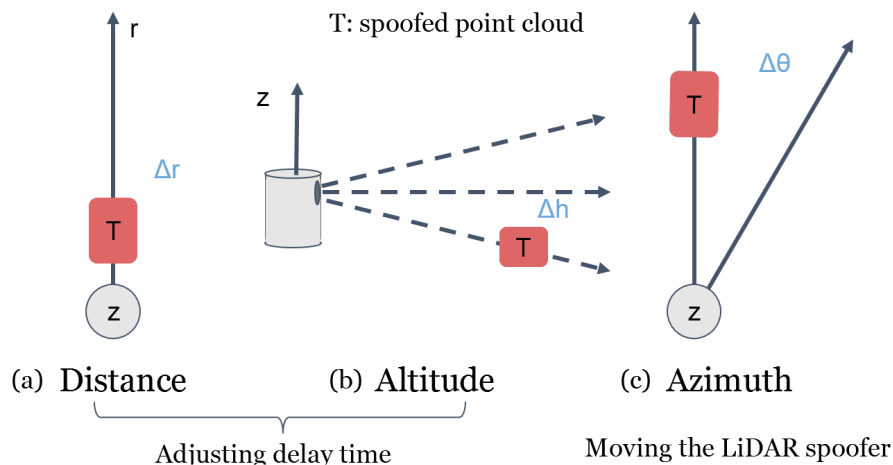 T: spoofed point cloud
r
Δr
T
z
z
Δh
T
Δθ
T
z
(a) Distance
(b) Altitude
(c) Azimuth
Adjusting delay time
Moving the LiDAR spoofer